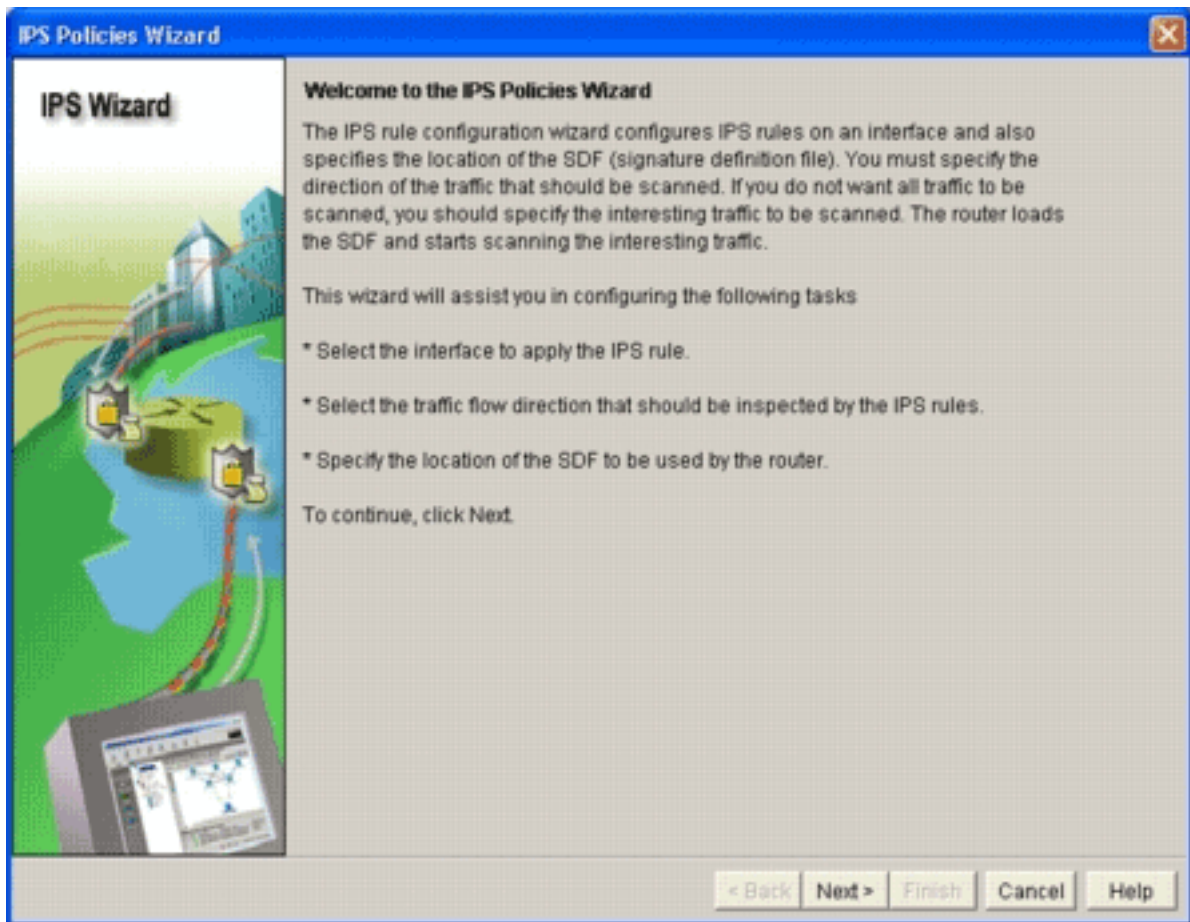 IPS Policies Wizard
IPS Wizard
Welcome to the IPS Policies Wizard
The IPS rule configuration wizard configures IPS rules on an interface and also
specifies the location of the SDF (signature definition file). You must specify the
direction of the traffic that should be scanned. If you do not want all traffic to be
scanned, you should specify the interesting traffic to be scanned. The router loads
the SDF and starts scanning the interesting traffic.
This wizard will assist you in configuring the following tasks
* Select the interface to apply the IPS rule.
* Select the traffic flow direction that should be inspected by the IPS rules.
* Specify the location of the SDF to be used by the router.
To continue, click Next.
< Back Next > Finish Cancel Help